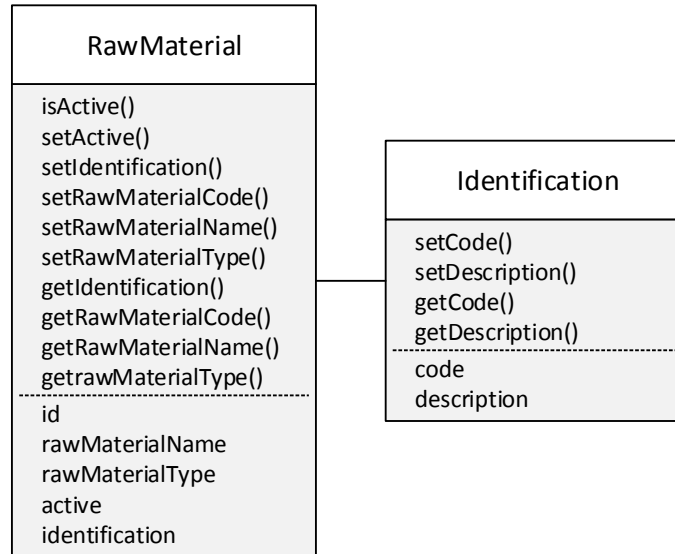 RawMaterial
isActive()
setActive()
setIdentification()
setRawMaterialCode()
setRawMaterialName()
setRawMaterialType()
getIdentification()
getRawMaterialCode()
getRawMaterialName()
getrawMaterialType()
id
rawMaterialName
rawMaterialType
active
identification
Identification
setCode()
setDescription()
getCode()
getDescription()
code
description